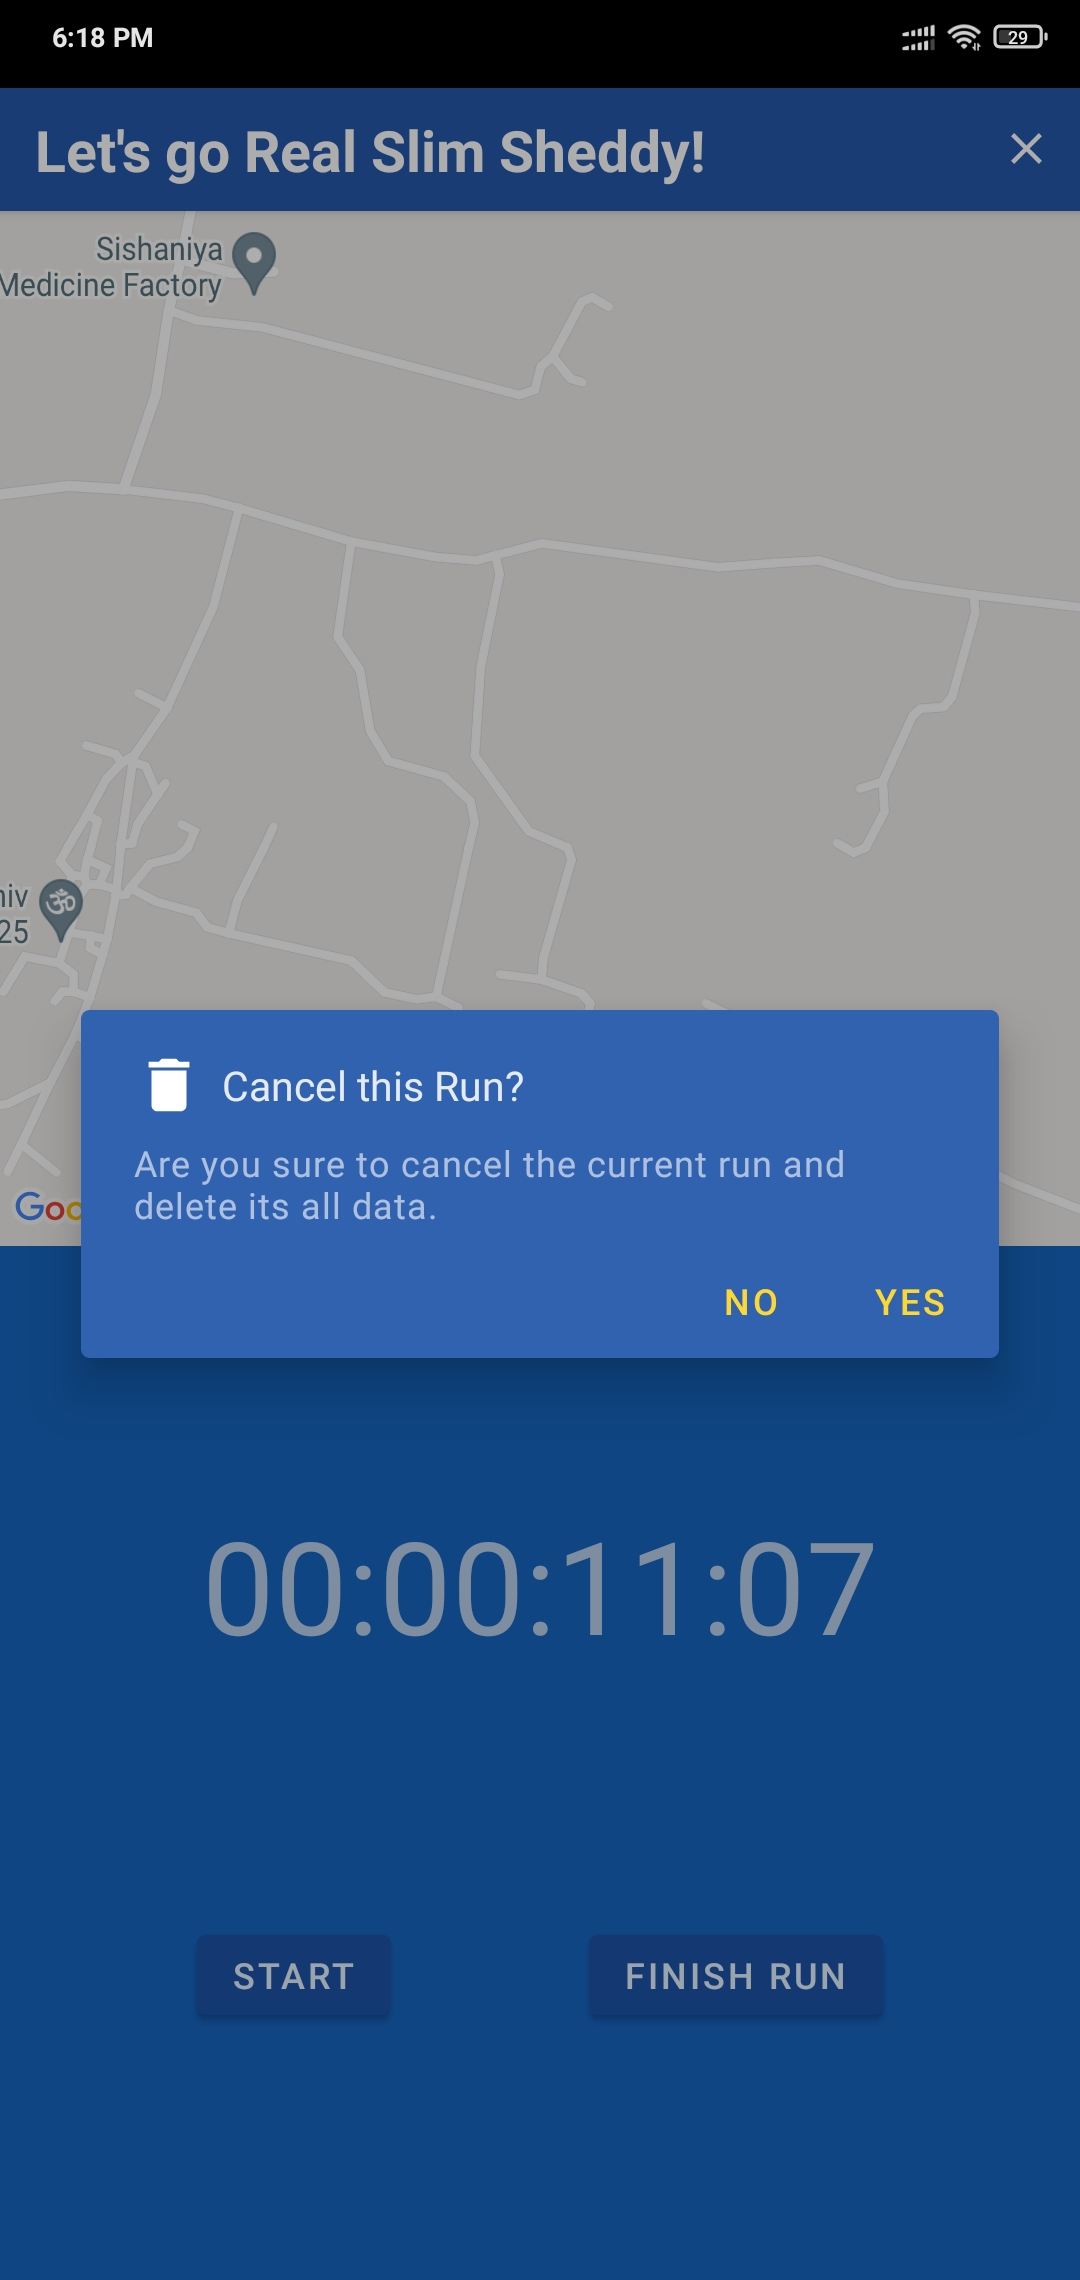 6:18 PM
29
Let's go Real Slim Sheddy!
Sishaniya
Medicine Factory
niv
25
Goo
Cancel this Run?
Are you sure to cancel the current run and
delete its all data.
NO YES
00:00:11:07
START FINISH RUN